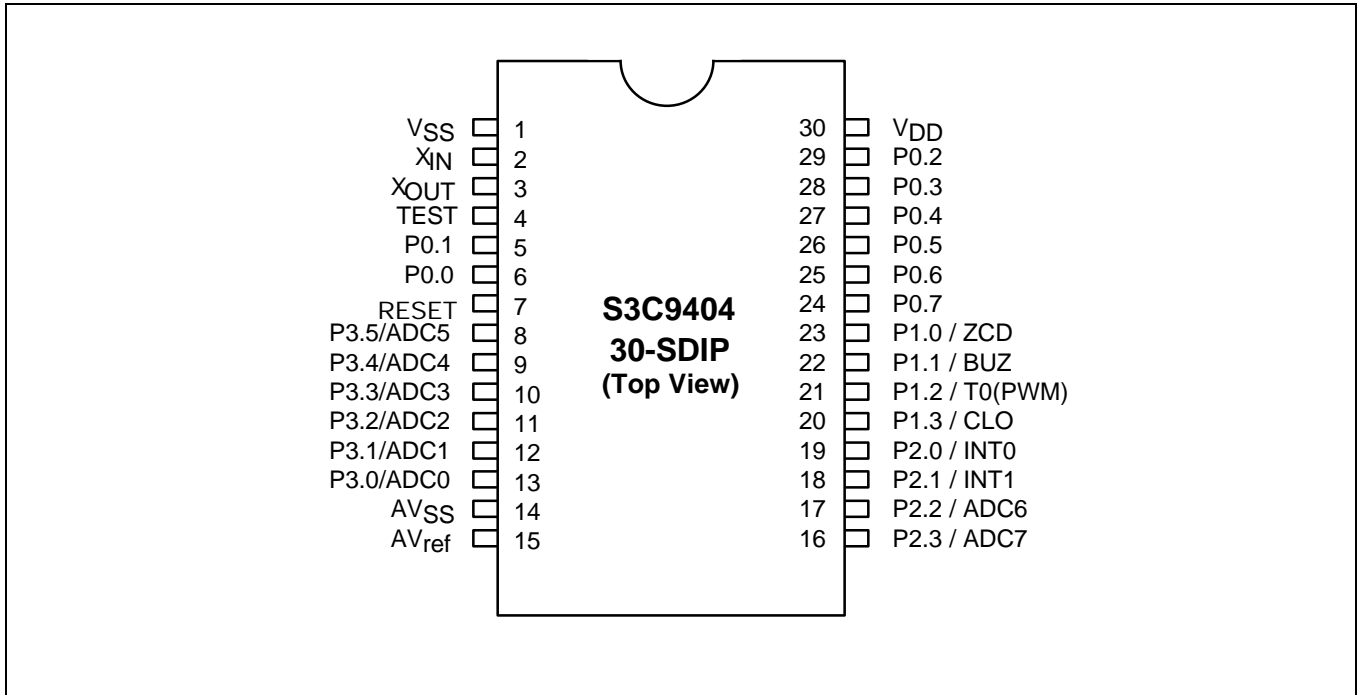 VSS 1 30 VDD
XIN 2 29 P0.2
XOUT 3 28 P0.3
TEST 4 27 P0.4
P0.1 5 26 P0.5
P0.0 6 25 P0.6
RESET 7 24 P0.7
P3.5/ADC5 8 23 P1.0 / ZCD
P3.4/ADC4 9 22 P1.1 / BUZ
P3.3/ADC3 10 21 P1.2 / T0(PWM)
P3.2/ADC2 11 20 P1.3 / CLO
P3.1/ADC1 12 19 P2.0 / INT0
P3.0/ADC0 13 18 P2.1 / INT1
AVSS 14 17 P2.2 / ADC6
AVref 15 16 P2.3 / ADC7
S3C9404
30-SDIP
(Top View)